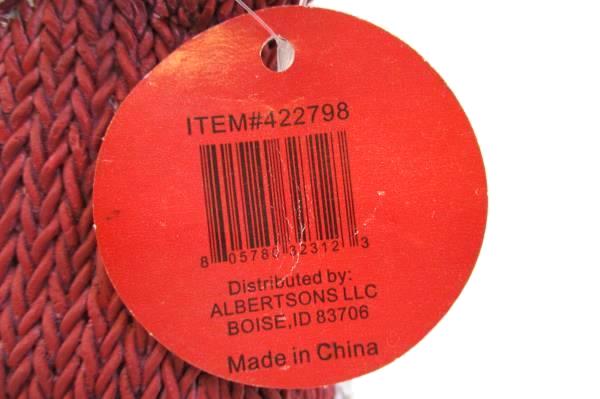 ITEM#422798
8 05780 32312 3
Distributed by:
ALBERTSONS LLC
BOISE,ID 83706
Made in China